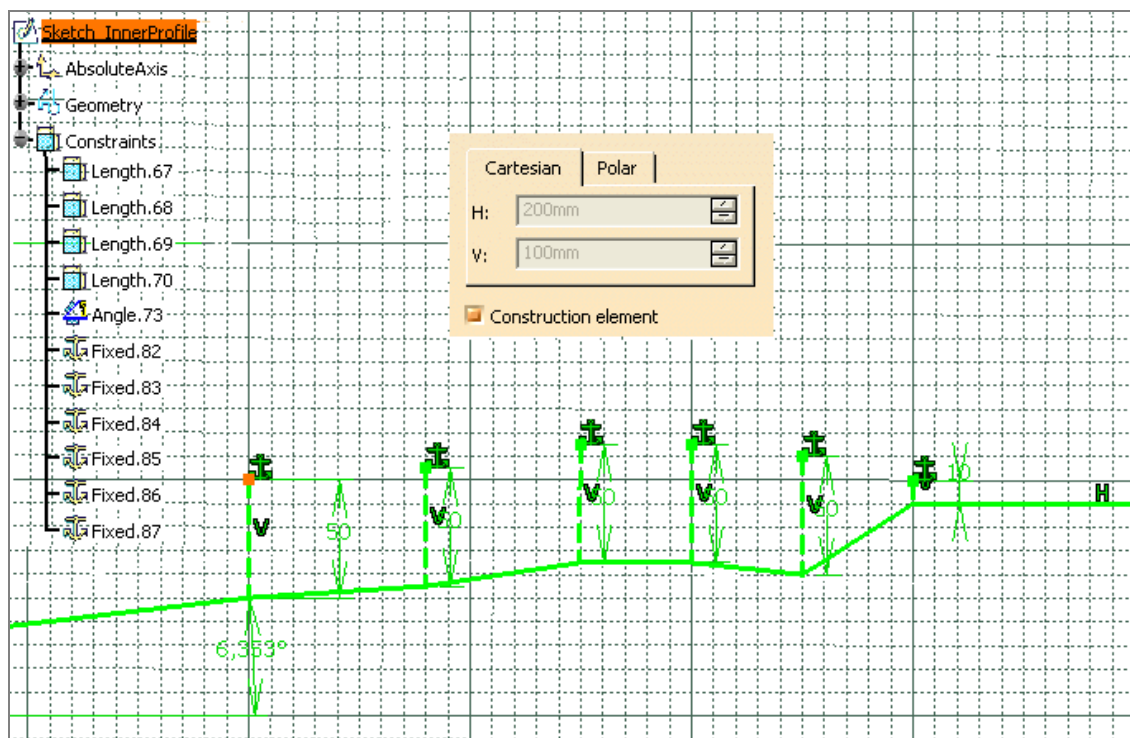 Sketch_InnerProfile
AbsoluteAxis
Geometry
Constraints
Length.67
Length.68
Length.69
Length.70
Angle.73
Fixed.82
Fixed.83
Fixed.84
Fixed.85
Fixed.86
Fixed.87
Cartesian Polar
H: 200mm
V: 100mm
Construction element
10
H
V V V V V
50
6,353°